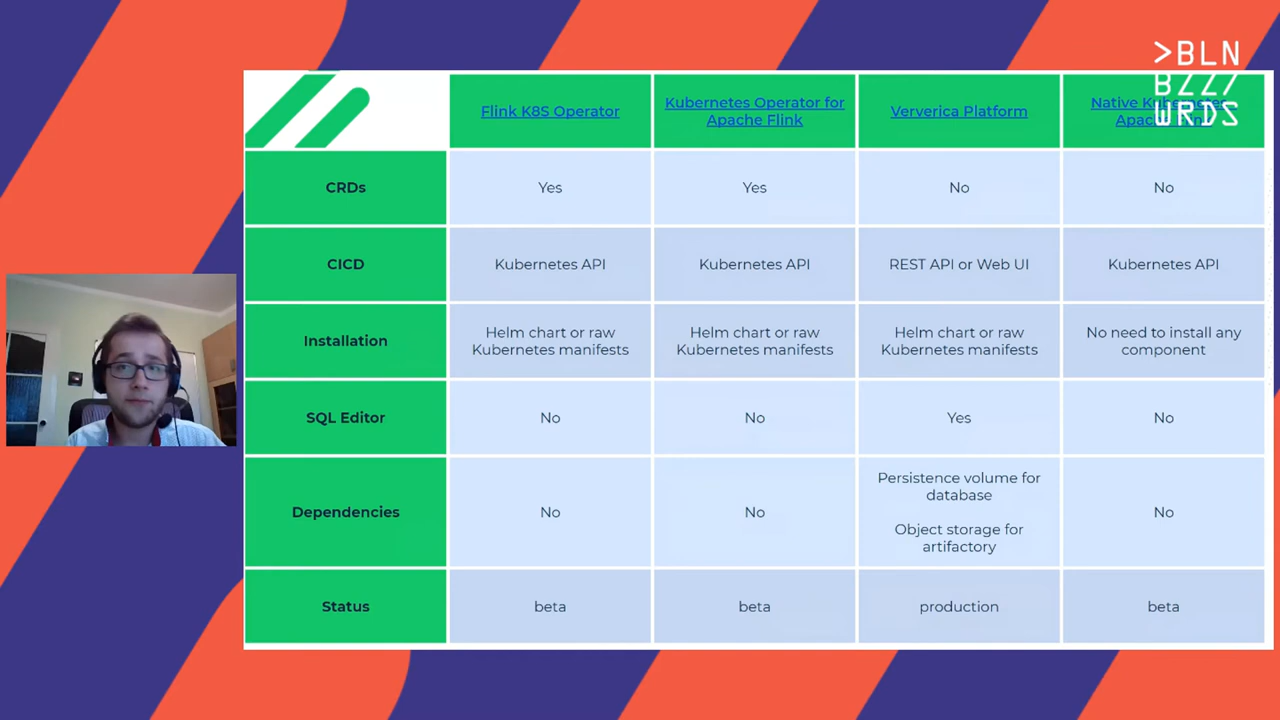 >BLN
BZZ/
WRDS
Flink K8S Operator
Kubernetes Operator for
Apache Flink
Ververica Platform
Native Kubernetes
Apache
CRDs
Yes
Yes
No
No
CICD
Kubernetes API
Kubernetes API
REST API or Web UI
Kubernetes API
Installation
Helm chart or raw
Kubernetes manifests
Helm chart or raw
Kubernetes manifests
Helm chart or raw
Kubernetes manifests
No need to install any
component
SQL Editor
No
No
Yes
No
Dependencies
No
No
Persistence volume for
database
Object storage for
artifactory
No
Status
beta
beta
production
beta